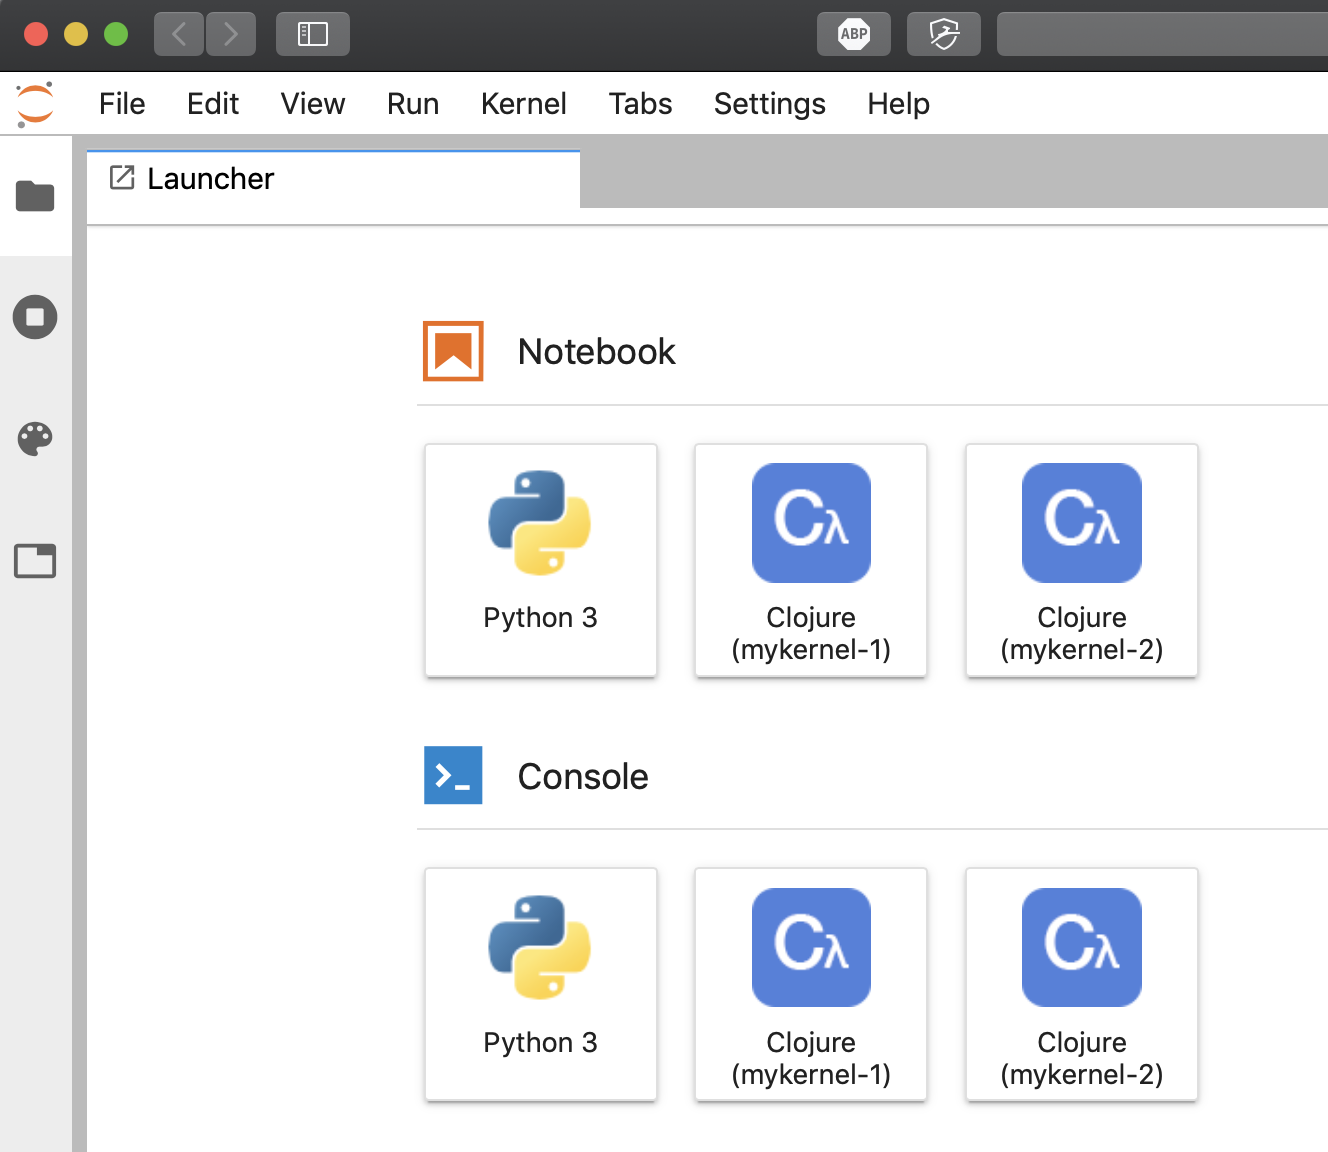 ABP
File Edit View Run Kernel Tabs Settings Help
Launcher
Notebook
Cλ Cλ
Python 3 Clojure Clojure
(mykernel-1) (mykernel-2)
>_ Console
Cλ Cλ
Python 3 Clojure Clojure
(mykernel-1) (mykernel-2)